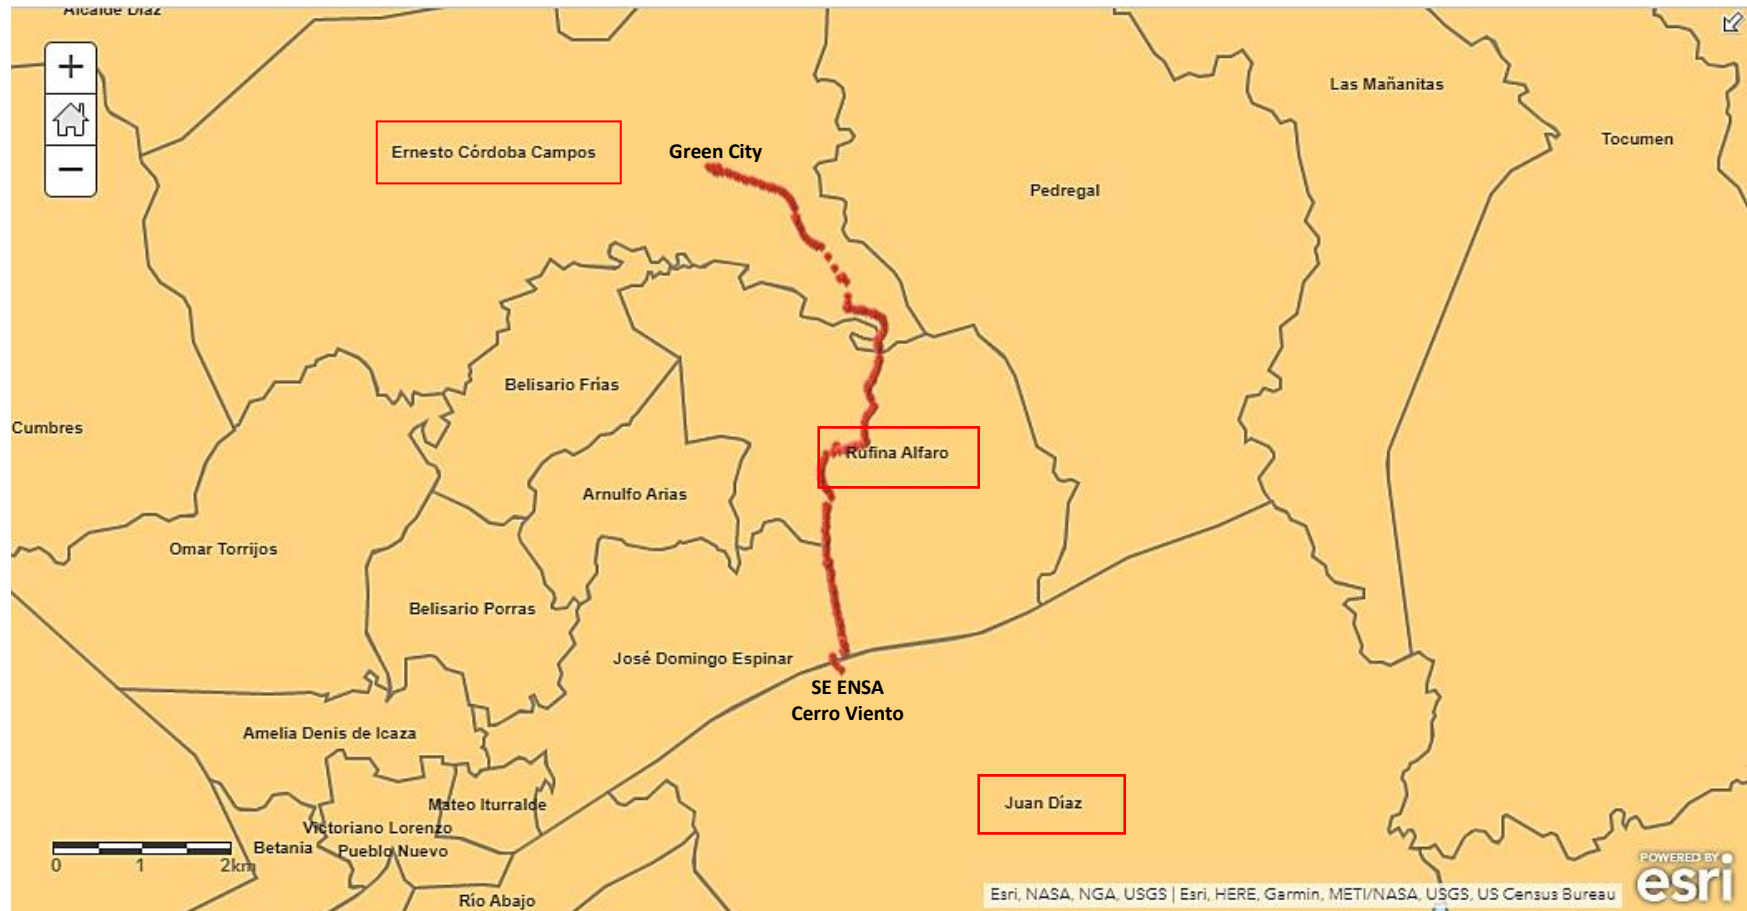 Alcalde Díaz
+
Las Mañanitas
Tocumen
Ernesto Córdoba Campos
Green City
−
Pedregal
Belisario Frías
Cumbres
Rufina Alfaro
Arnulfo Arias
Omar Torrijos
Belisario Porras
José Domingo Espinar
SE ENSA
Cerro Viento
Amelia Denis de Icaza
Juan Díaz
Mateo Iturralde
Victoriano Lorenzo
Betania
Pueblo Nuevo
0 1 2km
POWERED BY
esri
Esri, NASA, NGA, USGS | Esri, HERE, Garmin, METI/NASA, USGS, US Census Bureau
Río Abajo